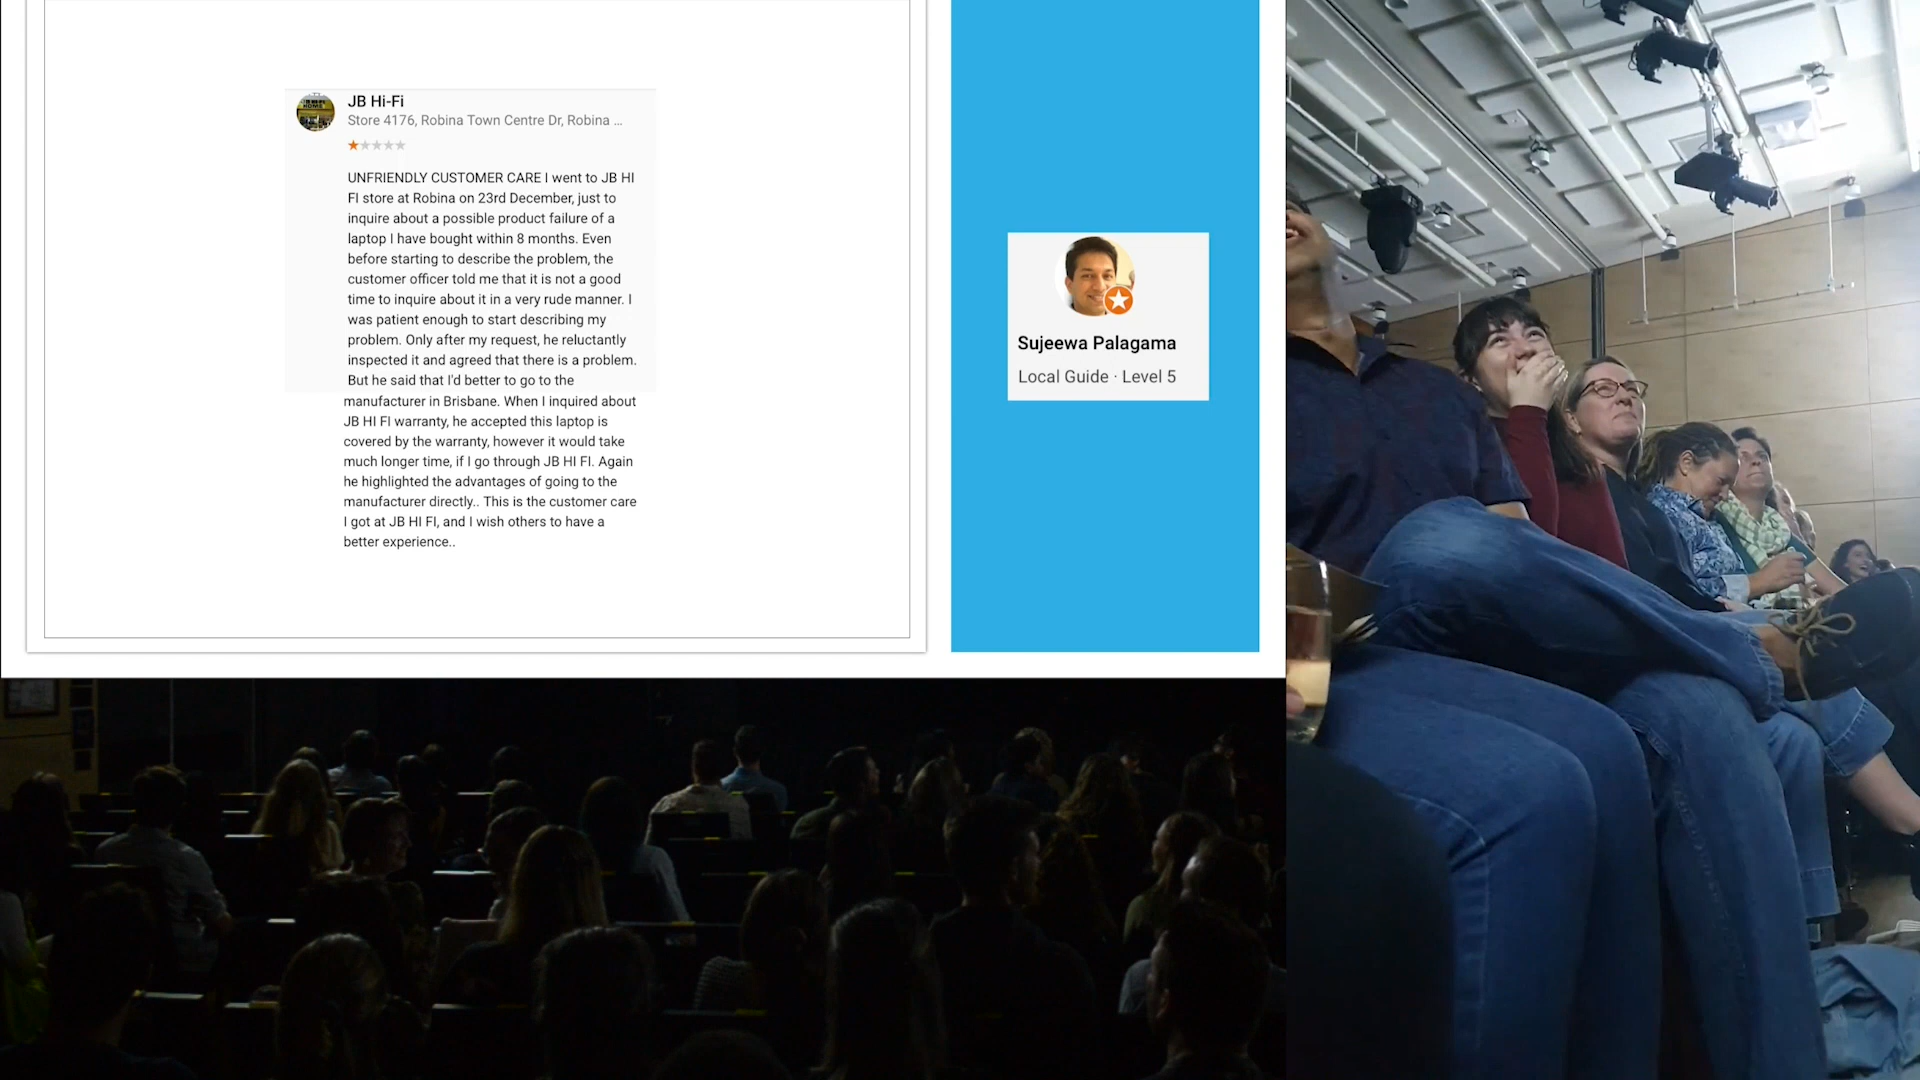 JB Hi-Fi
Store 4176, Robina Town Centre Dr, Robina ...
UNFRIENDLY CUSTOMER CARE I went to JB HI
FI store at Robina on 23rd December, just to
inquire about a possible product failure of a
laptop I have bought within 8 months. Even
before starting to describe the problem, the
customer officer told me that it is not a good
time to inquire about it in a very rude manner. I
was patient enough to start describing my
problem. Only after my request, he reluctantly
inspected it and agreed that there is a problem.
But he said that I'd better to go to the
manufacturer in Brisbane. When I inquired about
JB HI FI warranty, he accepted this laptop is
covered by the warranty, however it would take
much longer time, if I go through JB HI FI. Again
he highlighted the advantages of going to the
manufacturer directly.. This is the customer care
I got at JB HI FI, and I wish others to have a
better experience..
Sujeewa Palagama
Local Guide · Level 5